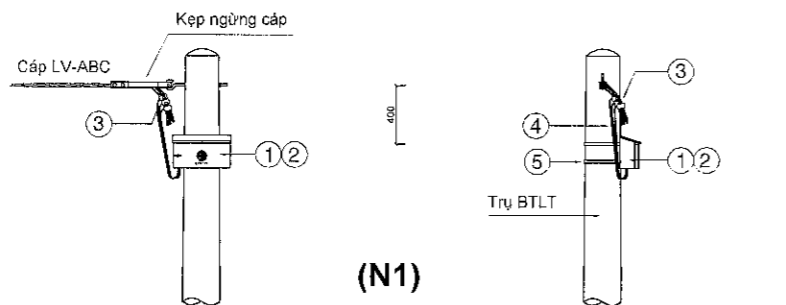 Kẹp ngừng cáp
Cáp LV-ABC
3
1 2
400
3
4
5
1 2
Trụ BTLT
(N1)